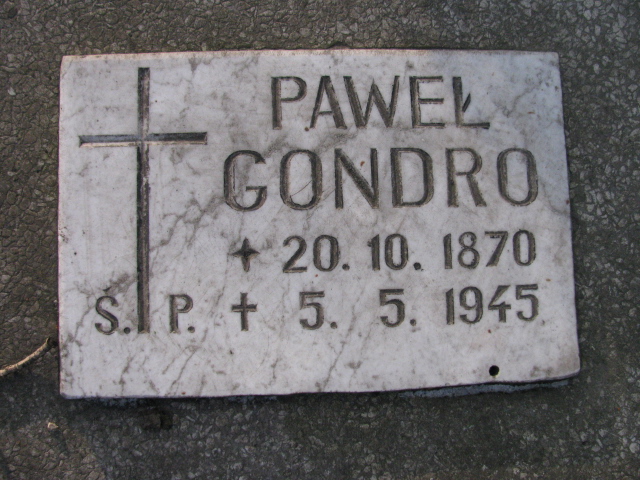 PAWEŁ
GONDRO
20. 10. 1870
Ś. P. † 5. 5. 1945